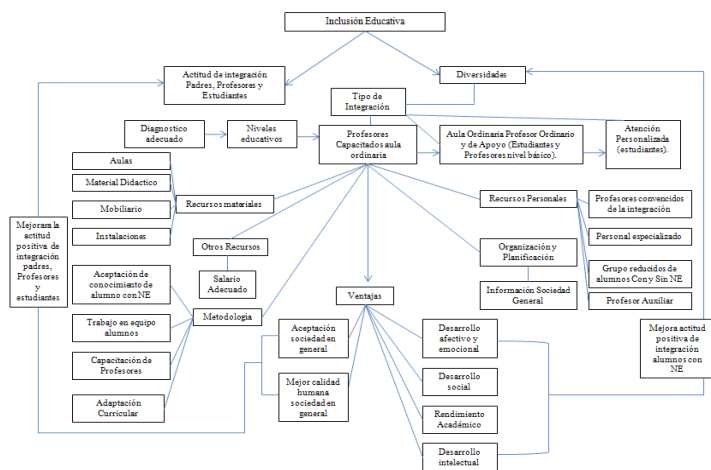 Inclusión Educativa
Actitud de integración
Padres, Profesores y
Estudiantes
Diversidades
Tipo de
Integración
Diagnostico
adecuado
Niveles
educativos
Profesores
Capacitados aula
ordinaria
Aula Ordinaria Profesor Ordinario
y de Apoyo (Estudiantes y
Profesores nivel básico).
Atención
Personalizada
(estudiantes).
Aulas
Material Didactico
Mobiliario
Instalaciones
Recursos materiales
Recursos Personales
Profesores convencidos
de la integración
Personal especializado
Grupo reducidos de
alumnos Con y Sin NE
Profesor Auxiliar
Mejorara la
actitud
positiva de
integración
padres,
Profesores
y
estudiantes
Otros Recursos
Salario
Adecuado
Organización y
Planificación
Información Sociedad
General
Aceptación de
conocimiento de
alumno con NE
Trabajo en equipo
alumnos
Capacitación de
Profesores
Adaptación
Curricular
Metodología
Ventajas
Aceptación
sociedad en
general
Mejor calidad
humana
sociedad en
general
Desarrollo
afectivo y
emocional
Desarrollo
social
Rendimiento
Académico
Desarrollo
intelectual
Mejora actitud
positiva de
integración
alumnos con
NE